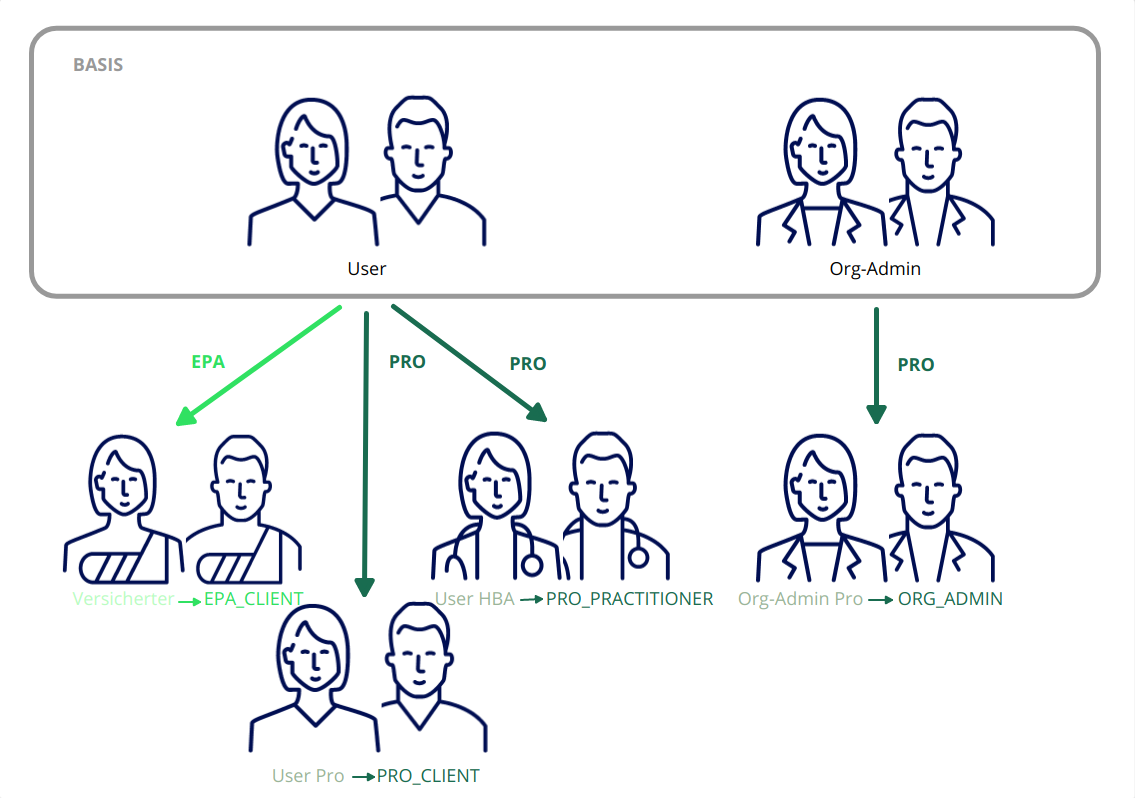 BASIS
User
Org-Admin
EPA
PRO
PRO
PRO
Versicherter EPA_CLIENT
User HBA PRO_PRACTITIONER
Org-Admin Pro ORG_ADMIN
User Pro PRO_CLIENT